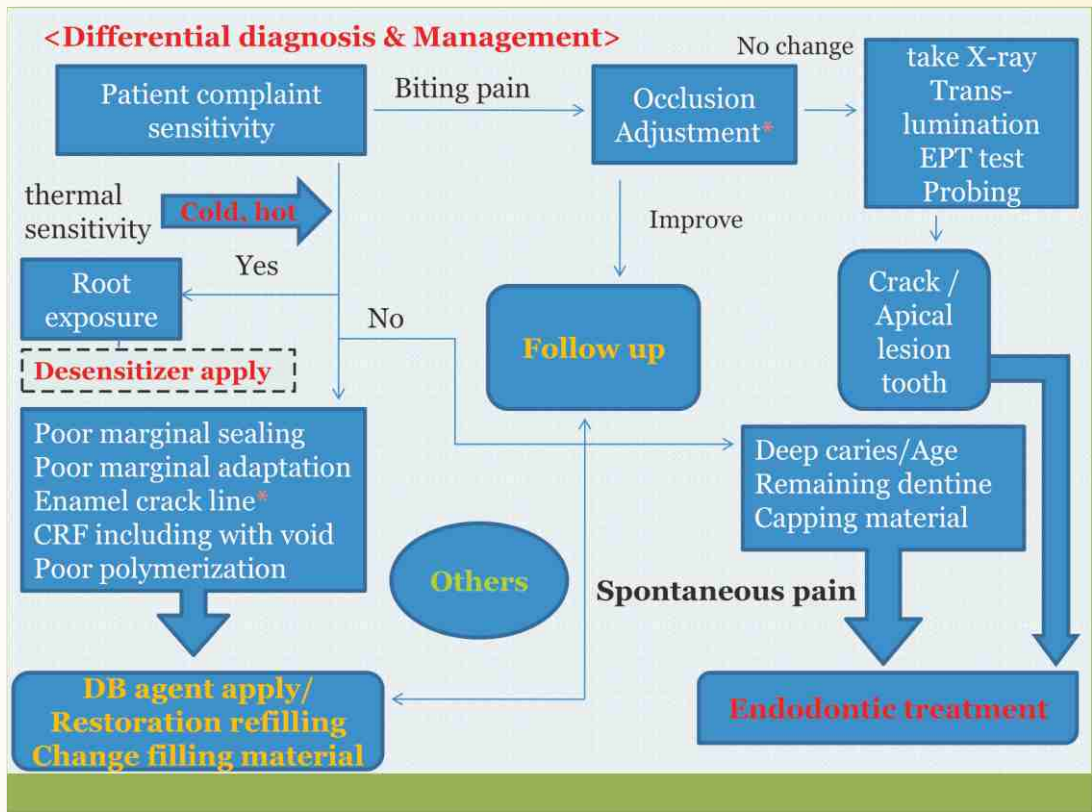 <Differential diagnosis & Management>
Patient complaint
sensitivity
Biting pain
Occlusion
Adjustment*
No change
take X-ray
Trans-
lumination
EPT test
Probing
thermal
sensitivity
Cold, hot
Improve
Yes
Root
exposure
No
Desensitizer apply
Follow up
Crack /
Apical
lesion
tooth
Poor marginal sealing
Poor marginal adaptation
Enamel crack line*
CRF including with void
Poor polymerization
Deep caries/Age
Remaining dentine
Capping material
Others
Spontaneous pain
DB agent apply/
Restoration refilling
Change filling material
Endodontic treatment